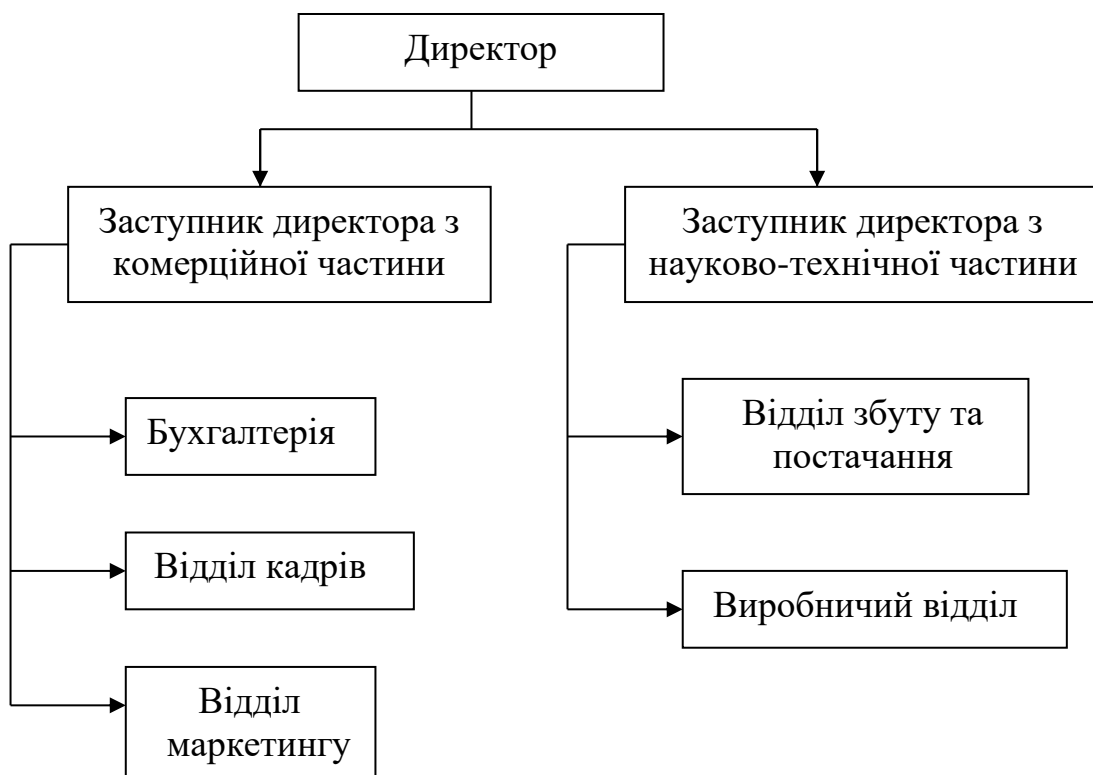 Директор
Заступник директора з
комерційної частини
Заступник директора з
науково-технічної частини
Бухгалтерія
Відділ кадрів
Відділ
маркетингу
Відділ збуту та
постачання
Виробничий відділ